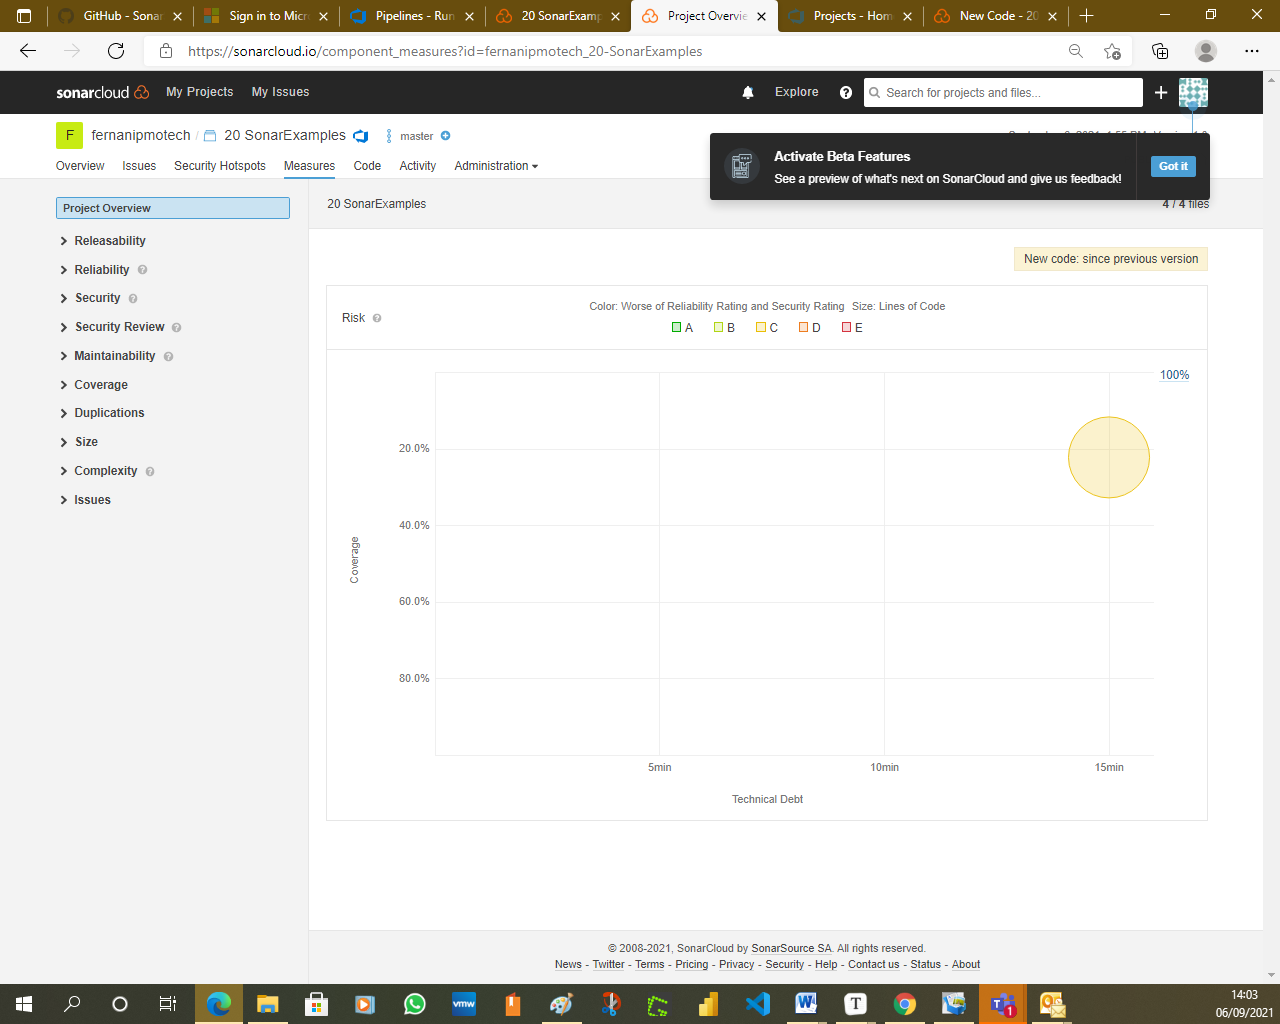 GitHub - Sonar
Sign in to Micr
Pipelines - Run
20 SonarExamp
Project Overvie
Projects - Hom
New Code - 20
https://sonarcloud.io/component_measures?id=fernanipmotech_20-SonarExamples
sonarcloud My Projects My Issues Explore Search for projects and files...
F fernanipmotech / 20 SonarExamples master
Overview Issues Security Hotspots Measures Code Activity Administration
Activate Beta Features
See a preview of what's next on SonarCloud and give us feedback!
Got it
Project Overview
20 SonarExamples
4 / 4 files
Releasability
Reliability
Security
Security Review
Maintainability
Coverage
Duplications
Size
Complexity
Issues
New code: since previous version
Risk
Color: Worse of Reliability Rating and Security Rating Size: Lines of Code
A B C D E
100%
20.0%
40.0%
60.0%
80.0%
Coverage
5min 10min 15min
Technical Debt
© 2008-2021, SonarCloud by SonarSource SA. All rights reserved.
News - Twitter - Terms - Pricing - Privacy - Security - Help - Contact us - Status - About
vmw
W
T
1
14:03
06/09/2021